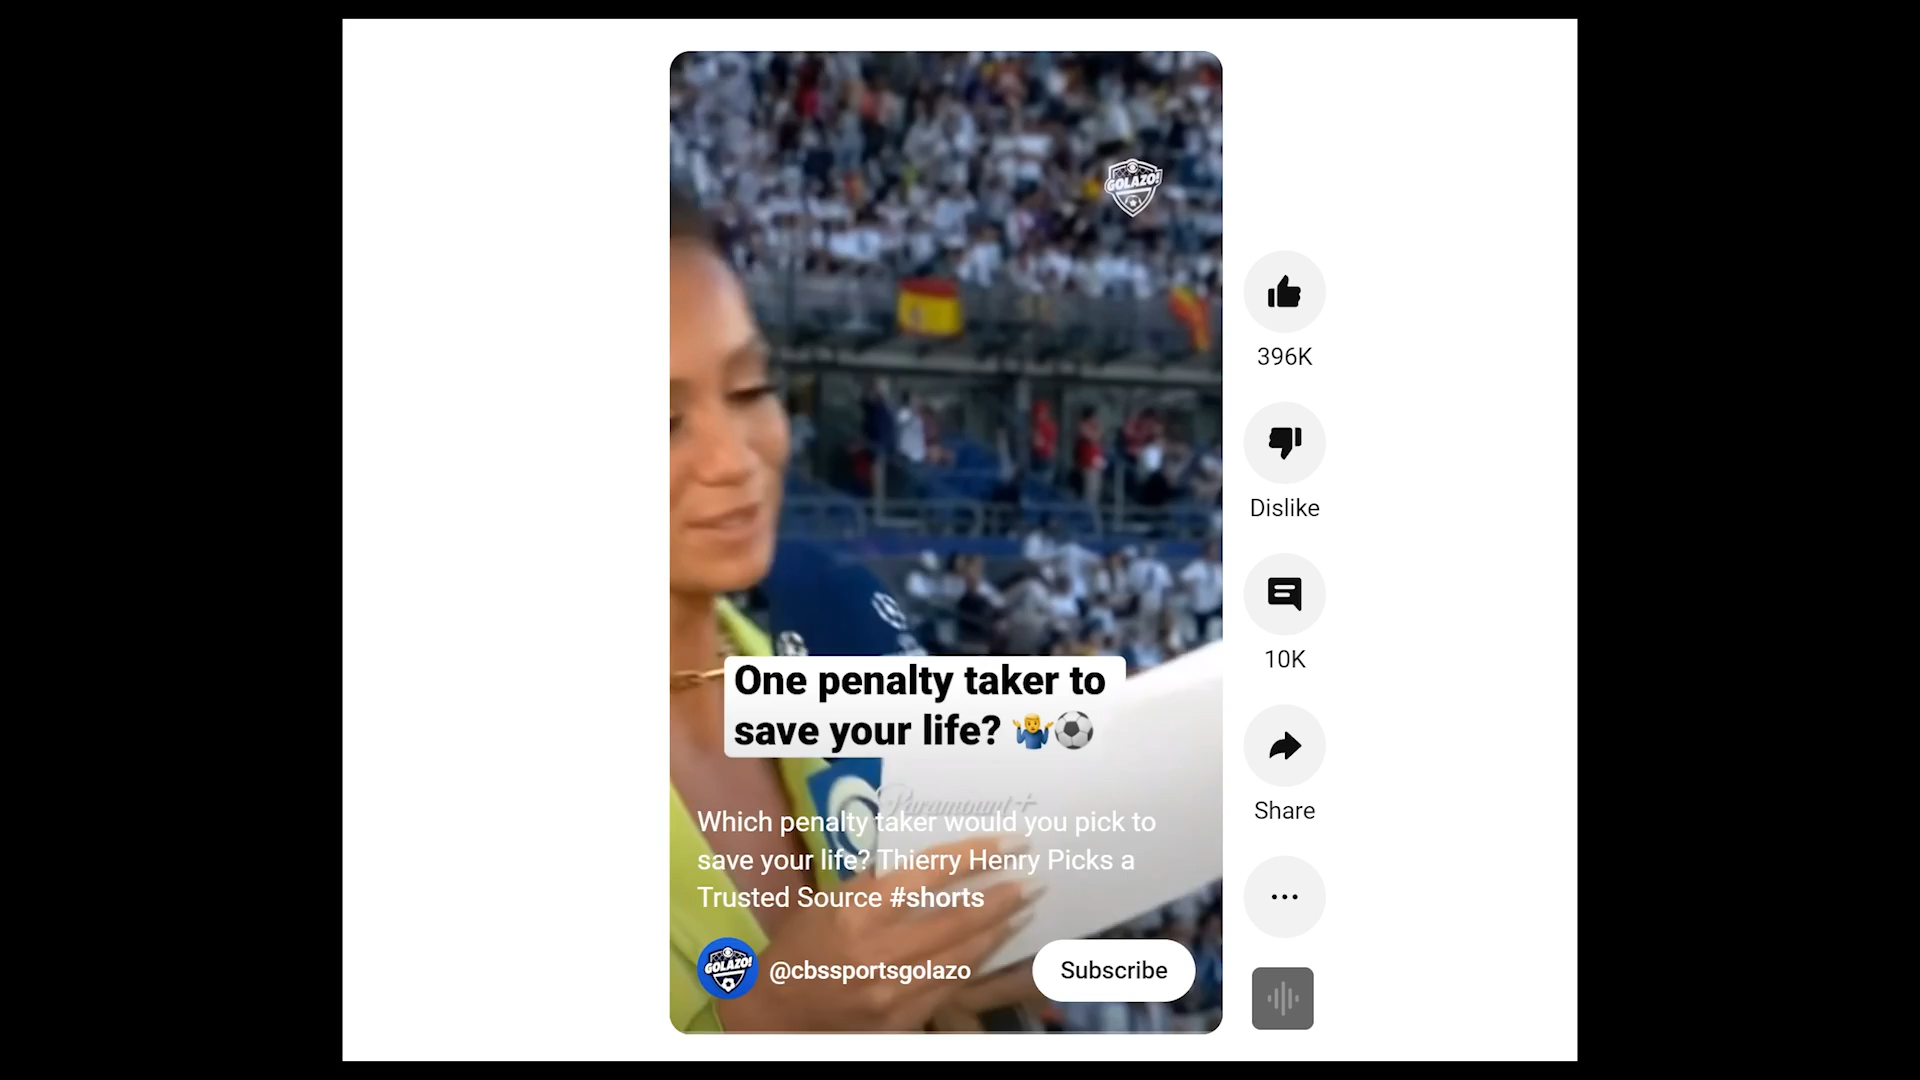 GOLAZO!
396K
Dislike
10K
One penalty taker to
save your life? 🤷‍♂️⚽
Paramount+
Which penalty taker would you pick to
save your life? Thierry Henry Picks a
Trusted Source #shorts
Share
GOLAZO!
@cbssportsgolazo
Subscribe